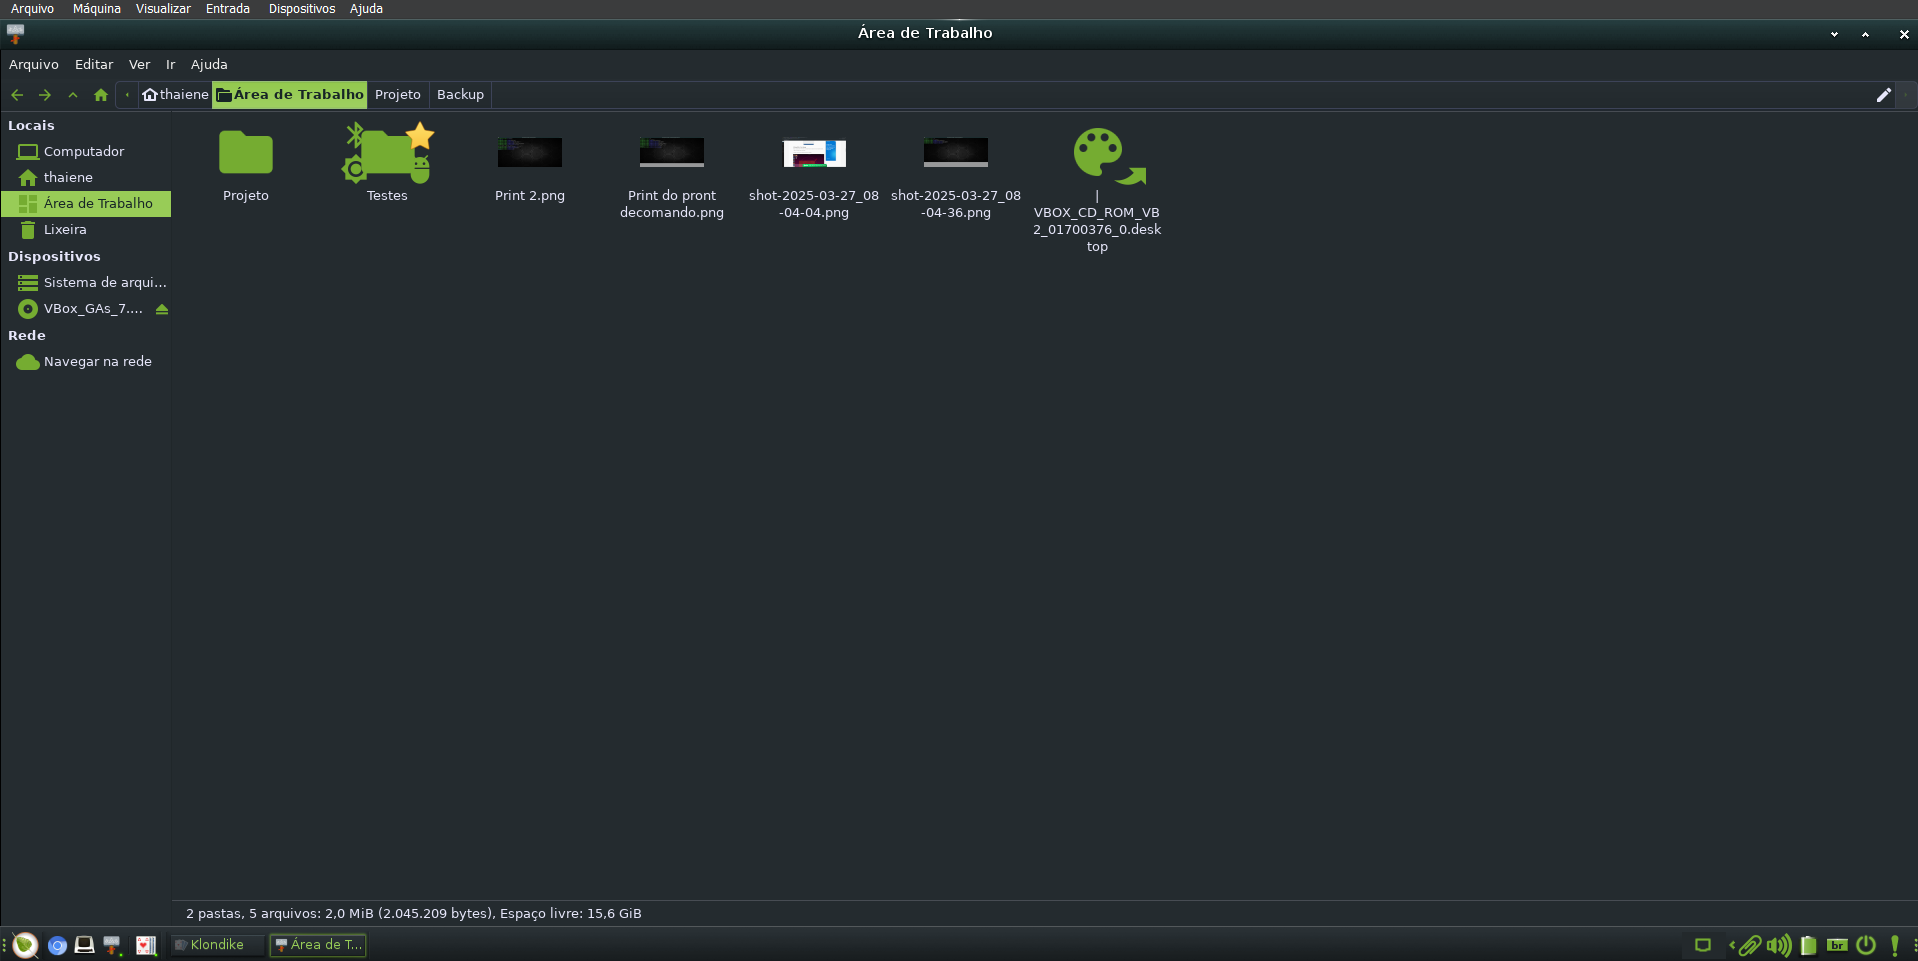 Arquivo Máquina Visualizar Entrada Dispositivos Ajuda
Área de Trabalho
Arquivo Editar Ver Ir Ajuda
thaiene Área de Trabalho Projeto Backup
Locais
Computador
thaiene
Área de Trabalho
Lixeira
Dispositivos
Sistema de arqui...
VBox_GAs_7....
Rede
Navegar na rede
Projeto
Testes
Print 2.png
Print do pront
decomando.png
shot-2025-03-27_08
-04-04.png
shot-2025-03-27_08
-04-36.png
|
VBOX_CD_ROM_VB
2_01700376_0.desk
top
2 pastas, 5 arquivos: 2,0 MiB (2.045.209 bytes), Espaço livre: 15,6 GiB
Klondike Área de T... br